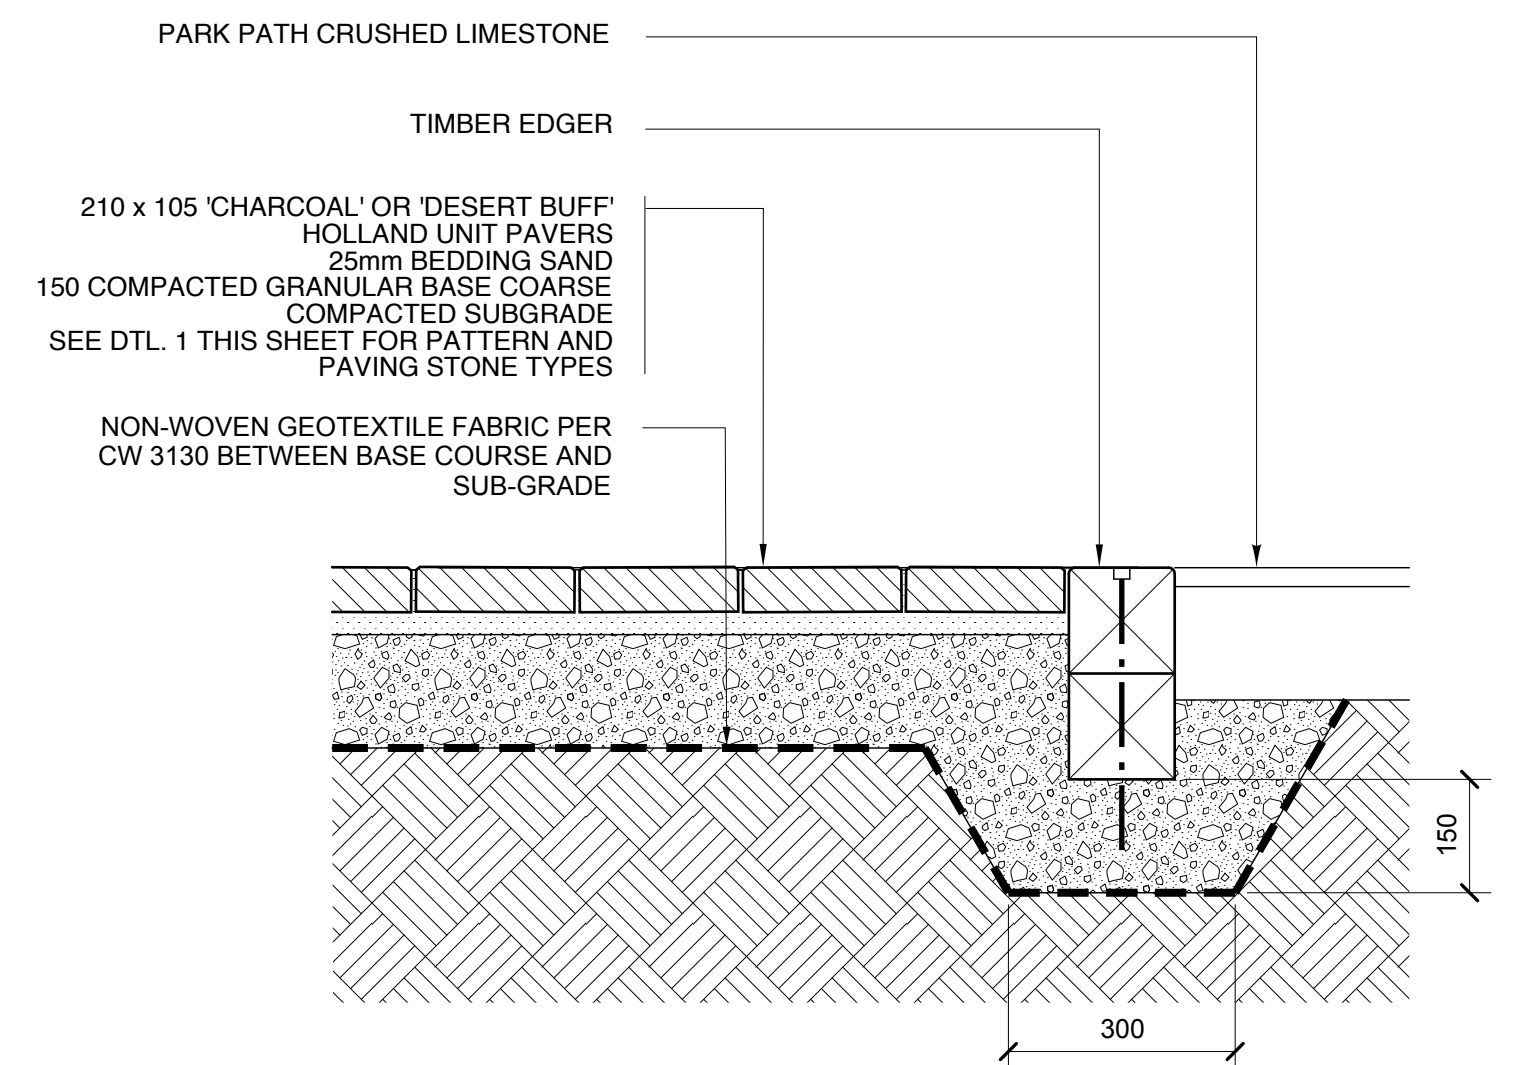 PARK PATH CRUSHED LIMESTONE
TIMBER EDGER
210 x 105 'CHARCOAL' OR 'DESERT BUFF'
HOLLAND UNIT PAVERS
25mm BEDDING SAND
150 COMPACTED GRANULAR BASE COARSE
COMPACTED SUBGRADE
SEE DTL. 1 THIS SHEET FOR PATTERN AND
PAVING STONE TYPES
NON-WOVEN GEOTEXTILE FABRIC PER
CW 3130 BETWEEN BASE COURSE AND
SUB-GRADE
150
300